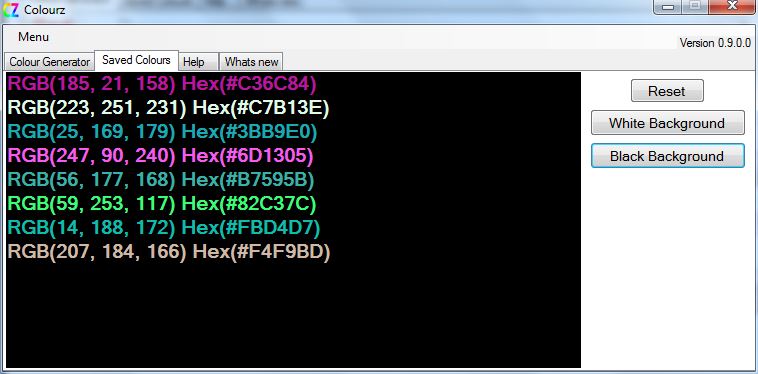 CZ Colourz
Menu
Version 0.9.0.0
Colour Generator Saved Colours Help Whats new
RGB(185, 21, 158) Hex(#C36C84)
RGB(223, 251, 231) Hex(#C7B13E)
RGB(25, 169, 179) Hex(#3BB9E0)
RGB(247, 90, 240) Hex(#6D1305)
RGB(56, 177, 168) Hex(#B7595B)
RGB(59, 253, 117) Hex(#82C37C)
RGB(14, 188, 172) Hex(#FBD4D7)
RGB(207, 184, 166) Hex(#F4F9BD)
Reset
White Background
Black Background